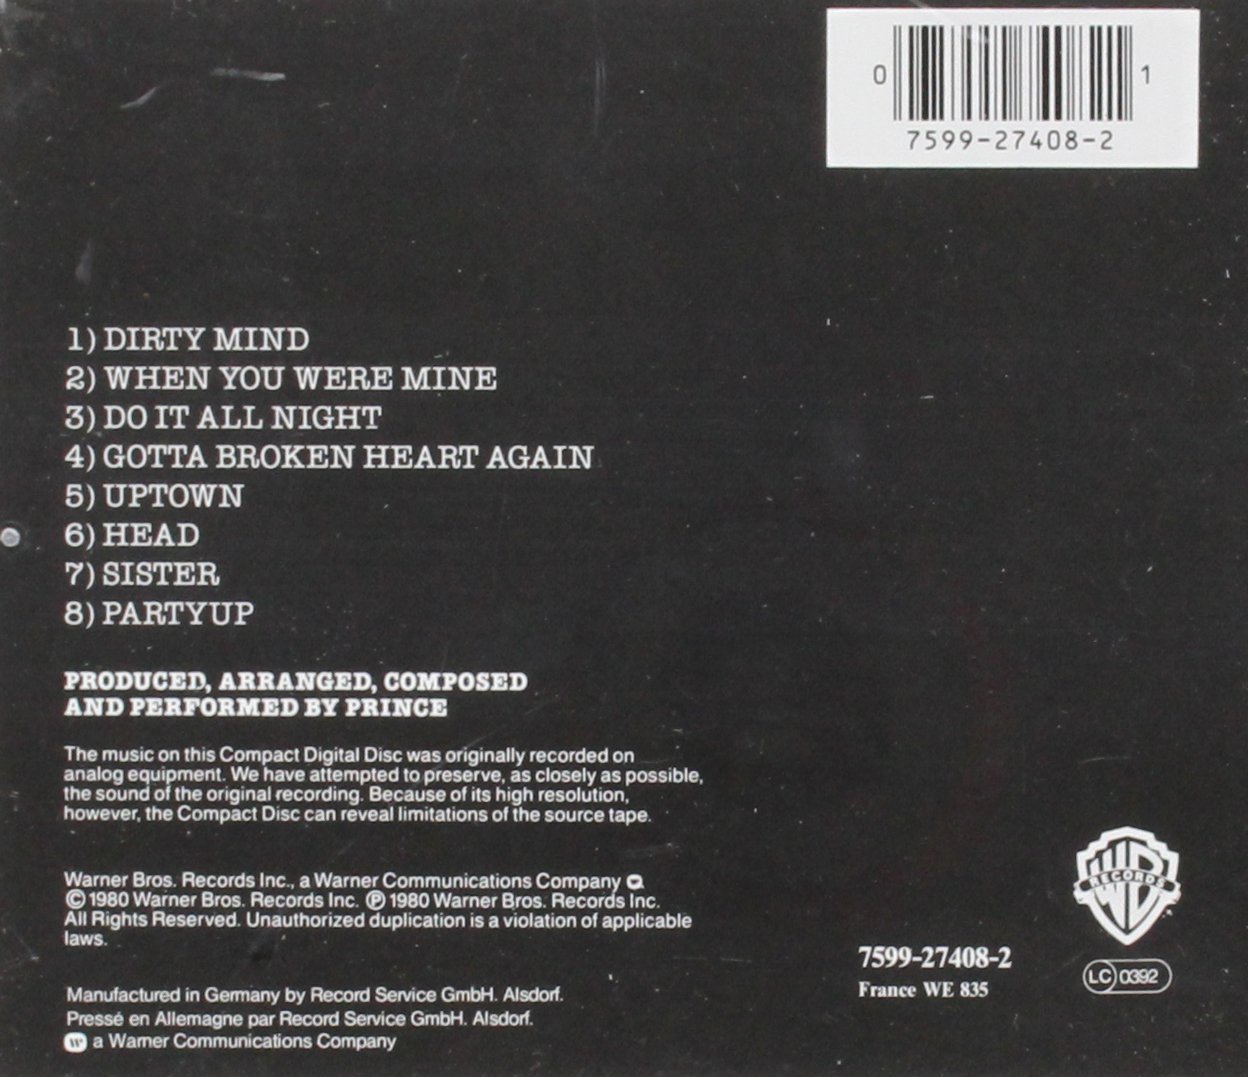 0 1
7599-27408-2
1) DIRTY MIND
2) WHEN YOU WERE MINE
3) DO IT ALL NIGHT
4) GOTTA BROKEN HEART AGAIN
5) UPTOWN
6) HEAD
7) SISTER
8) PARTYUP
PRODUCED, ARRANGED, COMPOSED
AND PERFORMED BY PRINCE
The music on this Compact Digital Disc was originally recorded on
analog equipment. We have attempted to preserve, as closely as possible,
the sound of the original recording. Because of its high resolution,
however, the Compact Disc can reveal limitations of the source tape.
Warner Bros. Records Inc., a Warner Communications Company
© 1980 Warner Bros. Records Inc. ℗ 1980 Warner Bros. Records Inc.
All Rights Reserved. Unauthorized duplication is a violation of applicable
laws.
Manufactured in Germany by Record Service GmbH. Alsdorf.
Pressé en Allemagne par Record Service GmbH. Alsdorf.
W a Warner Communications Company
WB RECORDS
TM
7599-27408-2
France WE 835
LC 0392